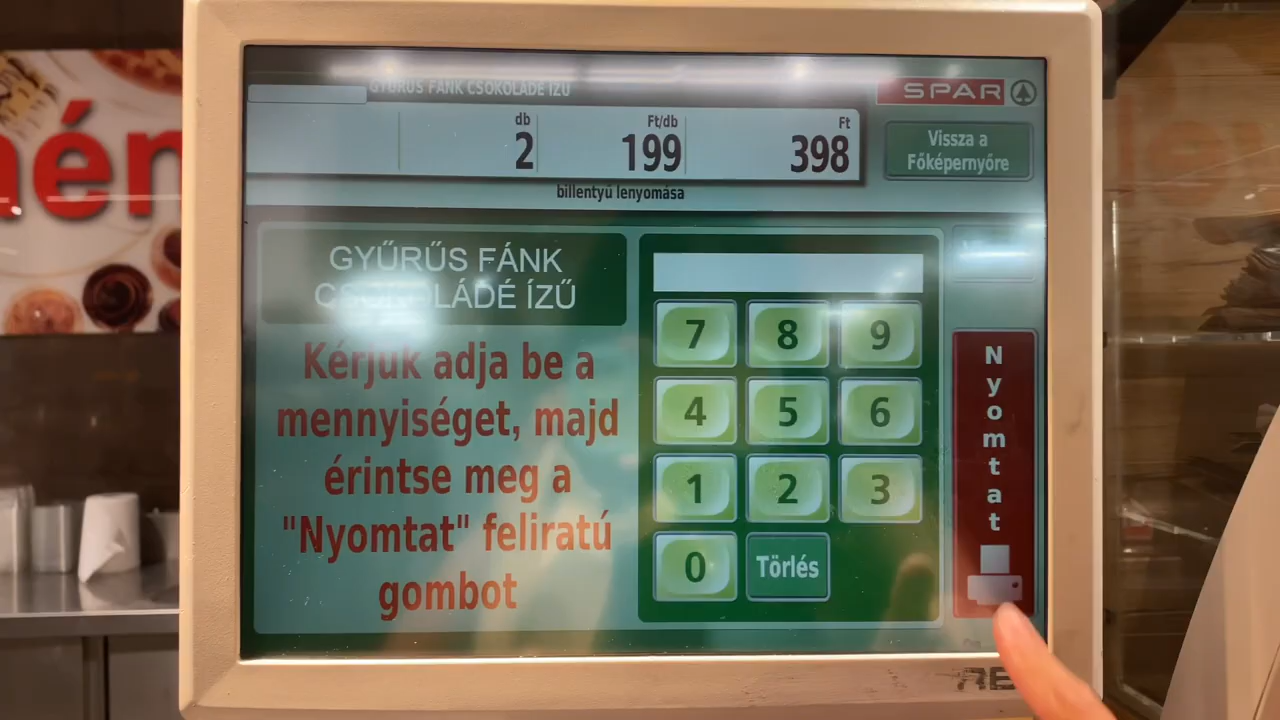 GYŰRŰS FÁNK CSOKOLÁDÉ ÍZŰ
SPAR
db
2
Ft/db
199
Ft
398
Vissza a
Főképernyőre
billentyű lenyomása
GYŰRŰS FÁNK
CSOKOLÁDÉ ÍZŰ
Kérjük adja be a
mennyiséget, majd
érintse meg a
"Nyomtat" feliratú
gombot
7 8 9
4 5 6
1 2 3
0 Törlés
Nyomtat